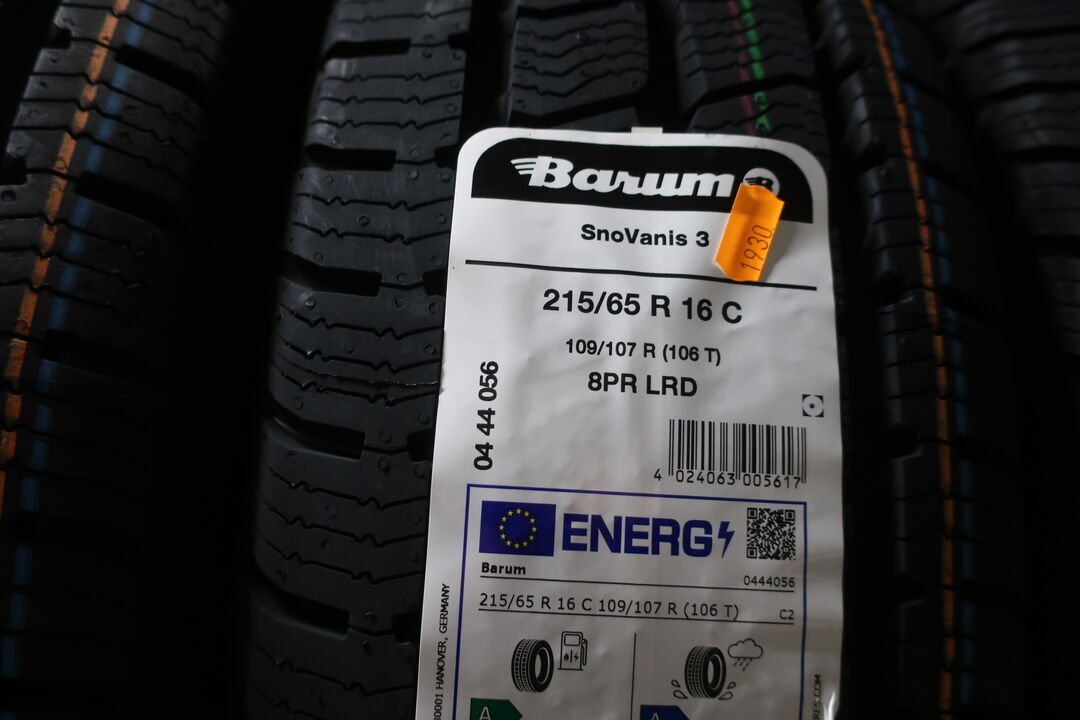 Barum
SnoVanis 3
1930
215/65 R 16 C
109/107 R (106 T)
8PR LRD
04 44 056
4 024063 005617
ENERG
Barum
0444056
215/65 R 16 C 109/107 R (106 T)
C2
30001 HANOVER, GERMANY
A
A